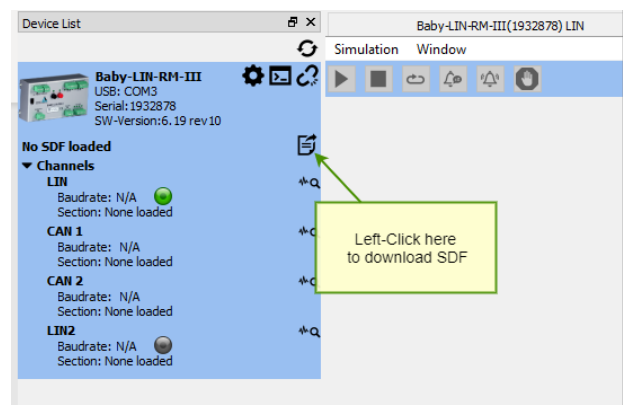 Device List
Baby-LIN-RM-III(1932878) LIN
Simulation Window
Baby-LIN-RM-III
USB: COM3
Serial:1932878
SW-Version:6.19 rev10
No SDF loaded
Channels
LIN
Baudrate: N/A
Section: None loaded
CAN 1
Baudrate: N/A
Section: None loaded
CAN 2
Baudrate: N/A
Section: None loaded
LIN2
Baudrate: N/A
Section: None loaded
Left-Click here
to download SDF